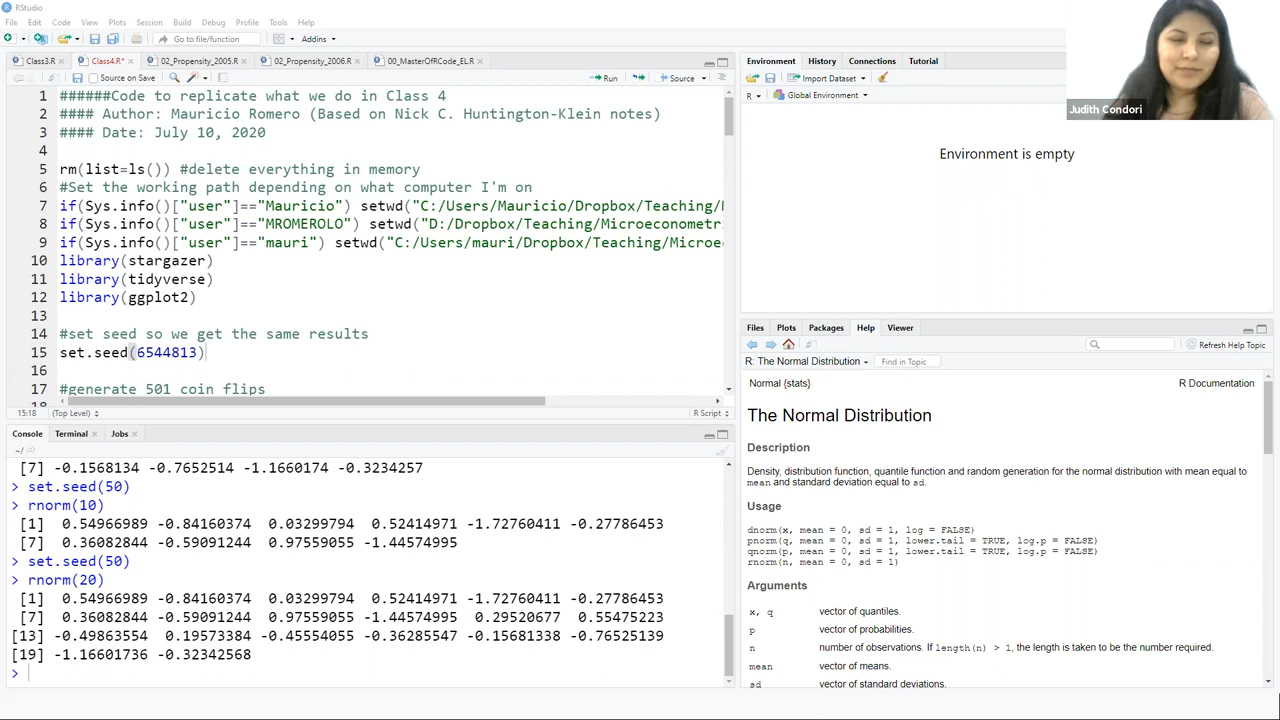 RStudio
File Edit Code View Plots Session Build Debug Profile Tools Help
Go to file/function Addins
Class3.R Class4.R* 02_Propensity_2005.R 02_Propensity_2006.R 00_MasterOfRCode_EL.R
Source on Save Run Source
1 ######Code to replicate what we do in Class 4
2 #### Author: Mauricio Romero (Based on Nick C. Huntington-Klein notes)
3 #### Date: July 10, 2020
4
5 rm(list=ls()) #delete everything in memory
6 #Set the working path depending on what computer I'm on
7 if(Sys.info()["user"]=="Mauricio") setwd("C:/Users/Mauricio/Dropbox/Teaching/
8 if(Sys.info()["user"]=="MROMEROLO") setwd("D:/Dropbox/Teaching/Microeconometri
9 if(Sys.info()["user"]=="mauri") setwd("C:/Users/mauri/Dropbox/Teaching/Microe
10 library(stargazer)
11 library(tidyverse)
12 library(ggplot2)
13
14 #set seed so we get the same results
15 set.seed(6544813)
16
17 #generate 501 coin flips
18
15:18 (Top Level) R Script
Console Terminal Jobs
~/
[7] -0.1568134 -0.7652514 -1.1660174 -0.3234257
> set.seed(50)
> rnorm(10)
[1] 0.54966989 -0.84160374 0.03299794 0.52414971 -1.72760411 -0.27786453
[7] 0.36082844 -0.59091244 0.97559055 -1.44574995
> set.seed(50)
> rnorm(20)
[1] 0.54966989 -0.84160374 0.03299794 0.52414971 -1.72760411 -0.27786453
[7] 0.36082844 -0.59091244 0.97559055 -1.44574995 0.29520677 0.55475223
[13] -0.49863554 0.19573384 -0.45554055 -0.36285547 -0.15681338 -0.76525139
[19] -1.16601736 -0.32342568
>
Environment History Connections Tutorial
Import Dataset
R Global Environment
Environment is empty
Judith Condori
Files Plots Packages Help Viewer
Refresh Help Topic
R: The Normal Distribution Find in Topic
Normal {stats} R Documentation
The Normal Distribution
Description
Density, distribution function, quantile function and random generation for the normal distribution with mean equal to
mean and standard deviation equal to sd.
Usage
dnorm(x, mean = 0, sd = 1, log = FALSE)
pnorm(q, mean = 0, sd = 1, lower.tail = TRUE, log.p = FALSE)
qnorm(p, mean = 0, sd = 1, lower.tail = TRUE, log.p = FALSE)
rnorm(n, mean = 0, sd = 1)
Arguments
x, q vector of quantiles.
p vector of probabilities.
n number of observations. If length(n) > 1, the length is taken to be the number required.
mean vector of means.
sd vector of standard deviations.